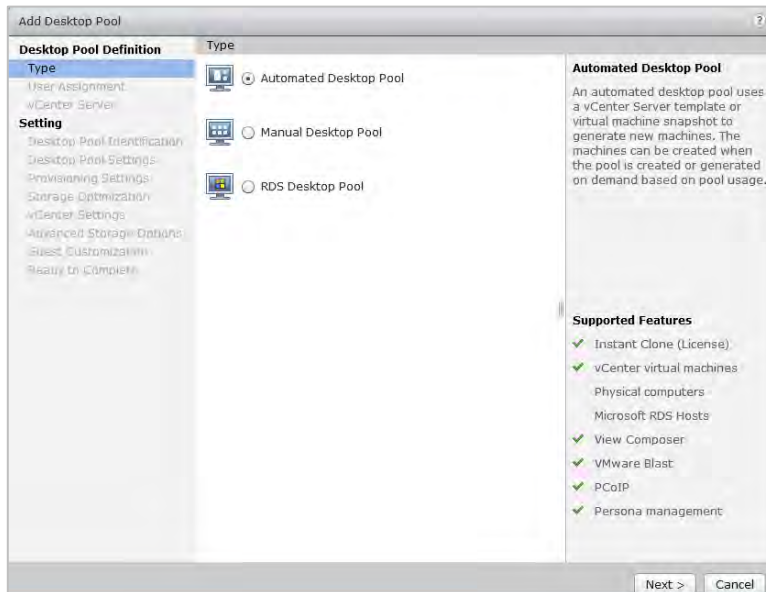 Add Desktop Pool
?
Desktop Pool Definition
Type
User Assignment
vCenter Server
Setting
Desktop Pool Identification
Desktop Pool Settings
Provisioning Settings
Storage Optimization
vCenter Settings
Advanced Storage Options
Guest Customization
Ready to Complete
Type
Automated Desktop Pool
Manual Desktop Pool
RDS Desktop Pool
Automated Desktop Pool
An automated desktop pool uses
a vCenter Server template or
virtual machine snapshot to
generate new machines. The
machines can be created when
the pool is created or generated
on demand based on pool usage.
Supported Features
Instant Clone (License)
vCenter virtual machines
Physical computers
Microsoft RDS Hosts
View Composer
VMware Blast
PCoIP
Persona management
Next >
Cancel